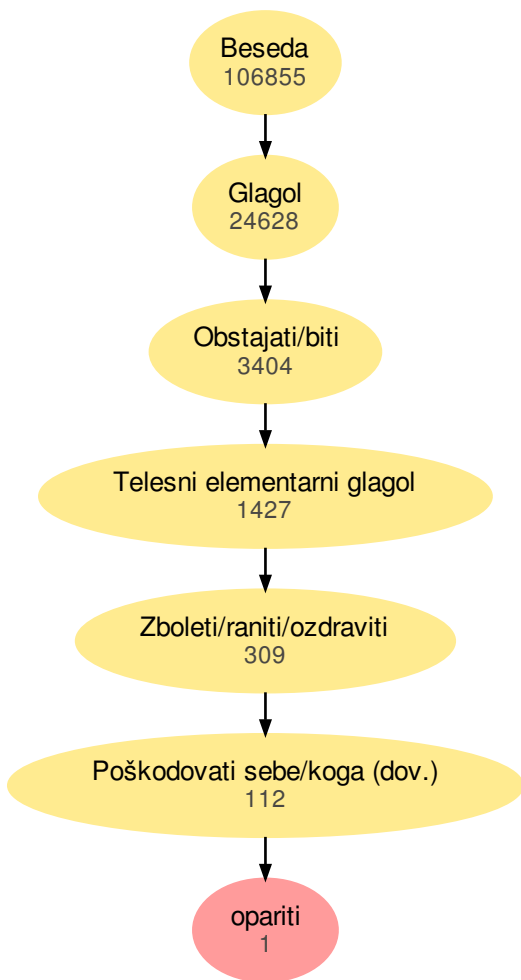 Beseda
106855
Glagol
24628
Obstajati/biti
3404
Telesni elementarni glagol
1427
Zboleti/raniti/ozdraviti
309
Poškodovati sebe/koga (dov.)
112
opariti
1